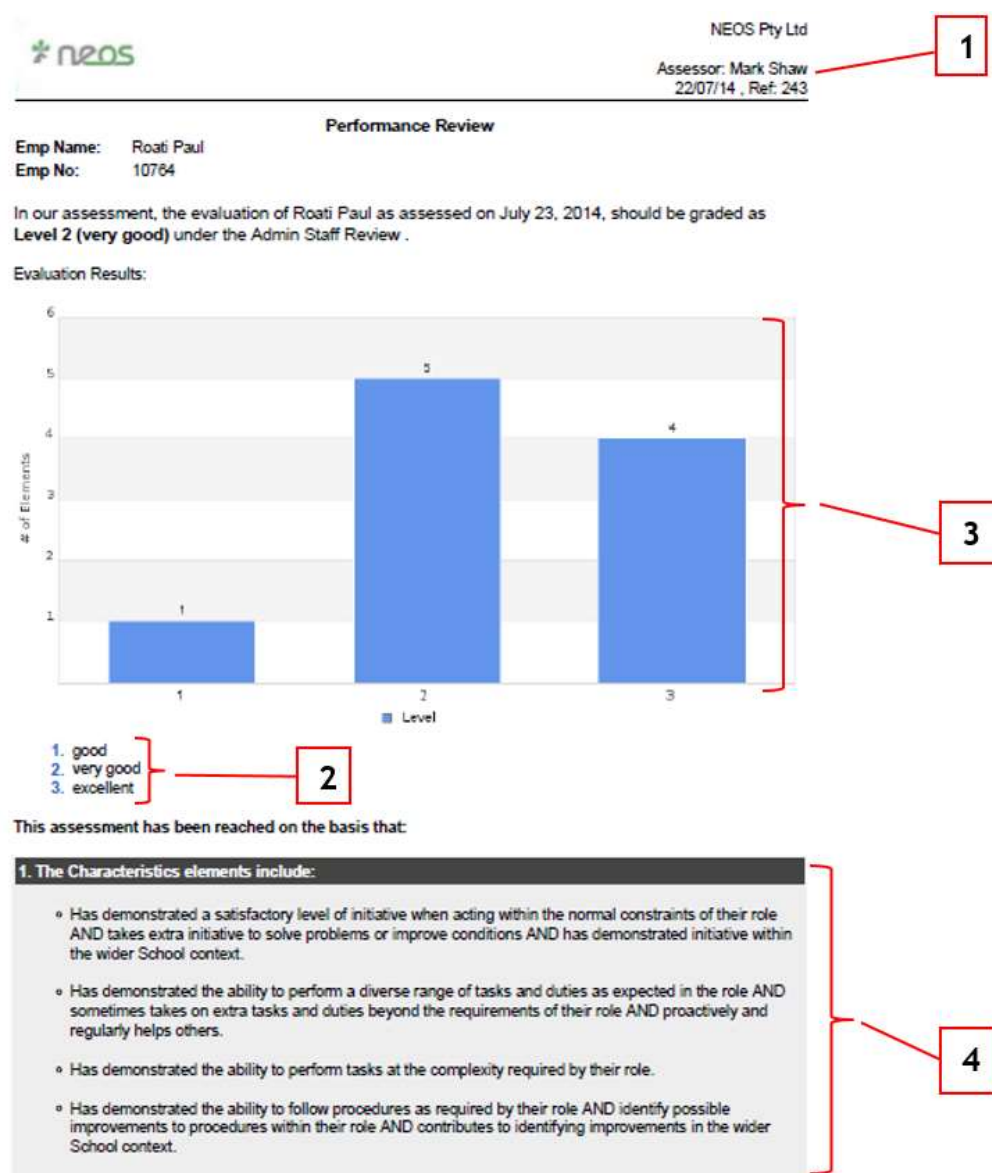 neos
NEOS Pty Ltd
Assessor: Mark Shaw
22/07/14 , Ref: 243
1
Performance Review
Emp Name: Roati Paul
Emp No: 10764
In our assessment, the evaluation of Roati Paul as assessed on July 23, 2014, should be graded as
Level 2 (very good) under the Admin Staff Review .
Evaluation Results:
6
5
4
3
2
1
# of Elements
1
5
4
1
2
3
Level
3
1. good
2. very good
3. excellent
2
This assessment has been reached on the basis that:
1. The Characteristics elements include:
Has demonstrated a satisfactory level of initiative when acting within the normal constraints of their role
AND takes extra initiative to solve problems or improve conditions AND has demonstrated initiative within
the wider School context.
Has demonstrated the ability to perform a diverse range of tasks and duties as expected in the role AND
sometimes takes on extra tasks and duties beyond the requirements of their role AND proactively and
regularly helps others.
Has demonstrated the ability to perform tasks at the complexity required by their role.
Has demonstrated the ability to follow procedures as required by their role AND identify possible
improvements to procedures within their role AND contributes to identifying improvements in the wider
School context.
4